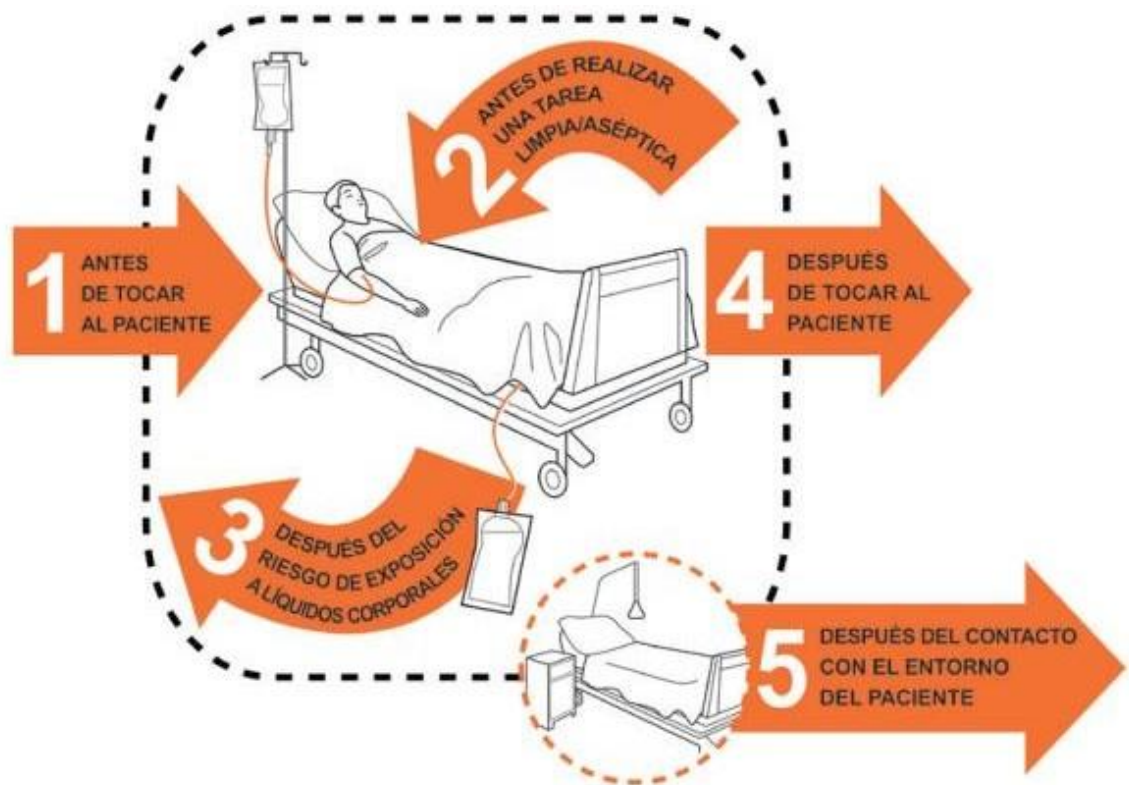 1
ANTES
DE TOCAR
AL PACIENTE
2
ANTES DE REALIZAR
UNA TAREA
LIMPIA/ASÉPTICA
3
DESPUÉS DEL
RIESGO DE EXPOSICIÓN
A LÍQUIDOS CORPORALES
4
DESPUÉS
DE TOCAR AL
PACIENTE
5
DESPUÉS DEL CONTACTO
CON EL ENTORNO
DEL PACIENTE